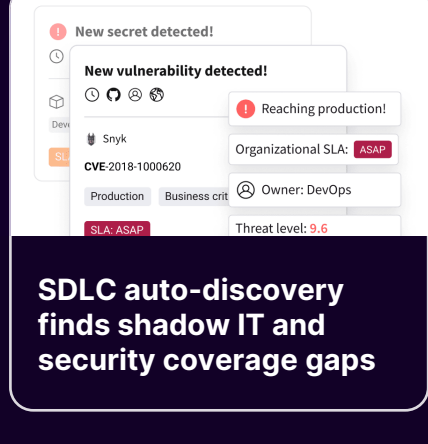 New secret detected!
New vulnerability detected!
Reaching production!
Snyk
Organizational SLA: ASAP
CVE-2018-1000620
Owner: DevOps
Production Business crit
SLA: ASAP
Threat level: 9.6
SDLC auto-discovery
finds shadow IT and
security coverage gaps